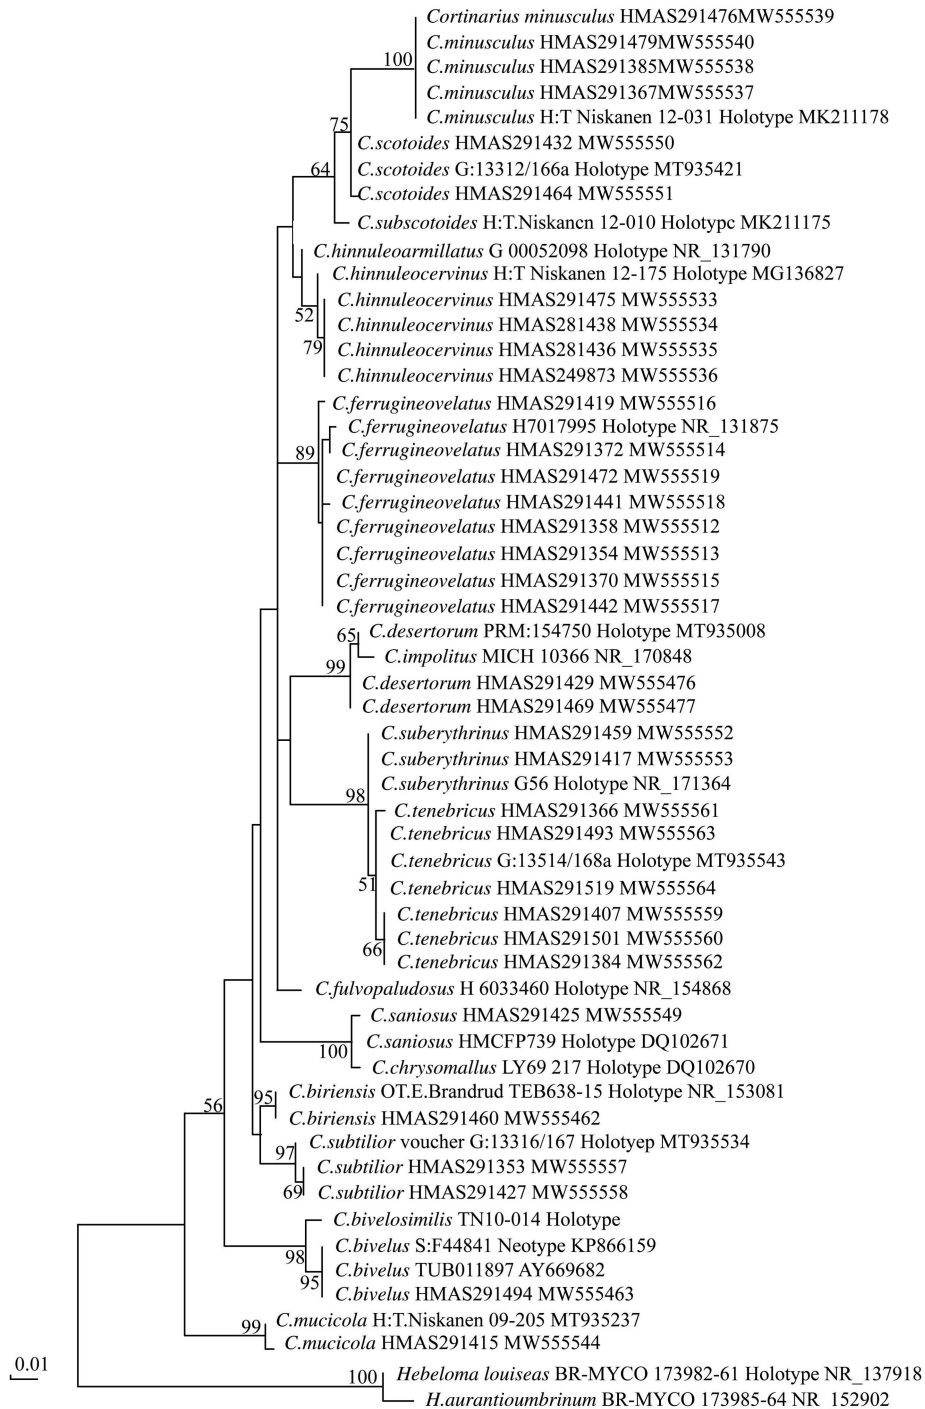 Cortinarius minusculus HMAS291476MW555539
C.minusculus HMAS291479MW555540
C.minusculus HMAS291385MW555538
100
C.minusculus HMAS291367MW555537
C.minusculus H:T Niskanen 12-031 Holotype MK211178
75
C.scotoides HMAS291432 MW555550
C.scotoides G:13312/166a Holotype MT935421
64
C.scotoides HMAS291464 MW555551
C.subscotoides H:T.Niskancn 12-010 Holotypc MK211175
C.hinnuleoarmillatus G 00052098 Holotype NR_131790
C.hinnuleocervinus H:T Niskanen 12-175 Holotype MG136827
C.hinnuleocervinus HMAS291475 MW555533
52
C.hinnuleocervinus HMAS281438 MW555534
79
C.hinnuleocervinus HMAS281436 MW555535
C.hinnuleocervinus HMAS249873 MW555536
C.ferrugineovelatus HMAS291419 MW555516
C.ferrugineovelatus H7017995 Holotype NR_131875
89
C.ferrugineovelatus HMAS291372 MW555514
C.ferrugineovelatus HMAS291472 MW555519
C.ferrugineovelatus HMAS291441 MW555518
C.ferrugineovelatus HMAS291358 MW555512
C.ferrugineovelatus HMAS291354 MW555513
C.ferrugineovelatus HMAS291370 MW555515
C.ferrugineovelatus HMAS291442 MW555517
65
C.desertorum PRM:154750 Holotype MT935008
C.impolitus MICH 10366 NR_170848
99
C.desertorum HMAS291429 MW555476
C.desertorum HMAS291469 MW555477
C.suberythrinus HMAS291459 MW555552
C.suberythrinus HMAS291417 MW555553
C.suberythrinus G56 Holotype NR_171364
98
C.tenebricus HMAS291366 MW555561
C.tenebricus HMAS291493 MW555563
C.tenebricus G:13514/168a Holotype MT935543
51
C.tenebricus HMAS291519 MW555564
C.tenebricus HMAS291407 MW555559
C.tenebricus HMAS291501 MW555560
66
C.tenebricus HMAS291384 MW555562
C.fulvopaludosus H 6033460 Holotype NR_154868
C.saniosus HMAS291425 MW555549
C.saniosus HMCFP739 Holotype DQ102671
100
C.chrysomallus LY69 217 Holotype DQ102670
C.biriensis OT.E.Brandrud TEB638-15 Holotype NR_153081
95
56
C.biriensis HMAS291460 MW555462
C.subtilior voucher G:13316/167 Holotyep MT935534
97
C.subtilior HMAS291353 MW555557
69
C.subtilior HMAS291427 MW555558
C.bivelosimilis TN10-014 Holotype
C.bivelus S:F44841 Neotype KP866159
98
C.bivelus TUB011897 AY669682
95
C.bivelus HMAS291494 MW555463
C.mucicola H:T.Niskanen 09-205 MT935237
99
C.mucicola HMAS291415 MW555544
0.01
100
Hebeloma louiseas BR-MYCO 173982-61 Holotype NR_137918
H.aurantioumbrinum BR-MYCO 173985-64 NR_152902